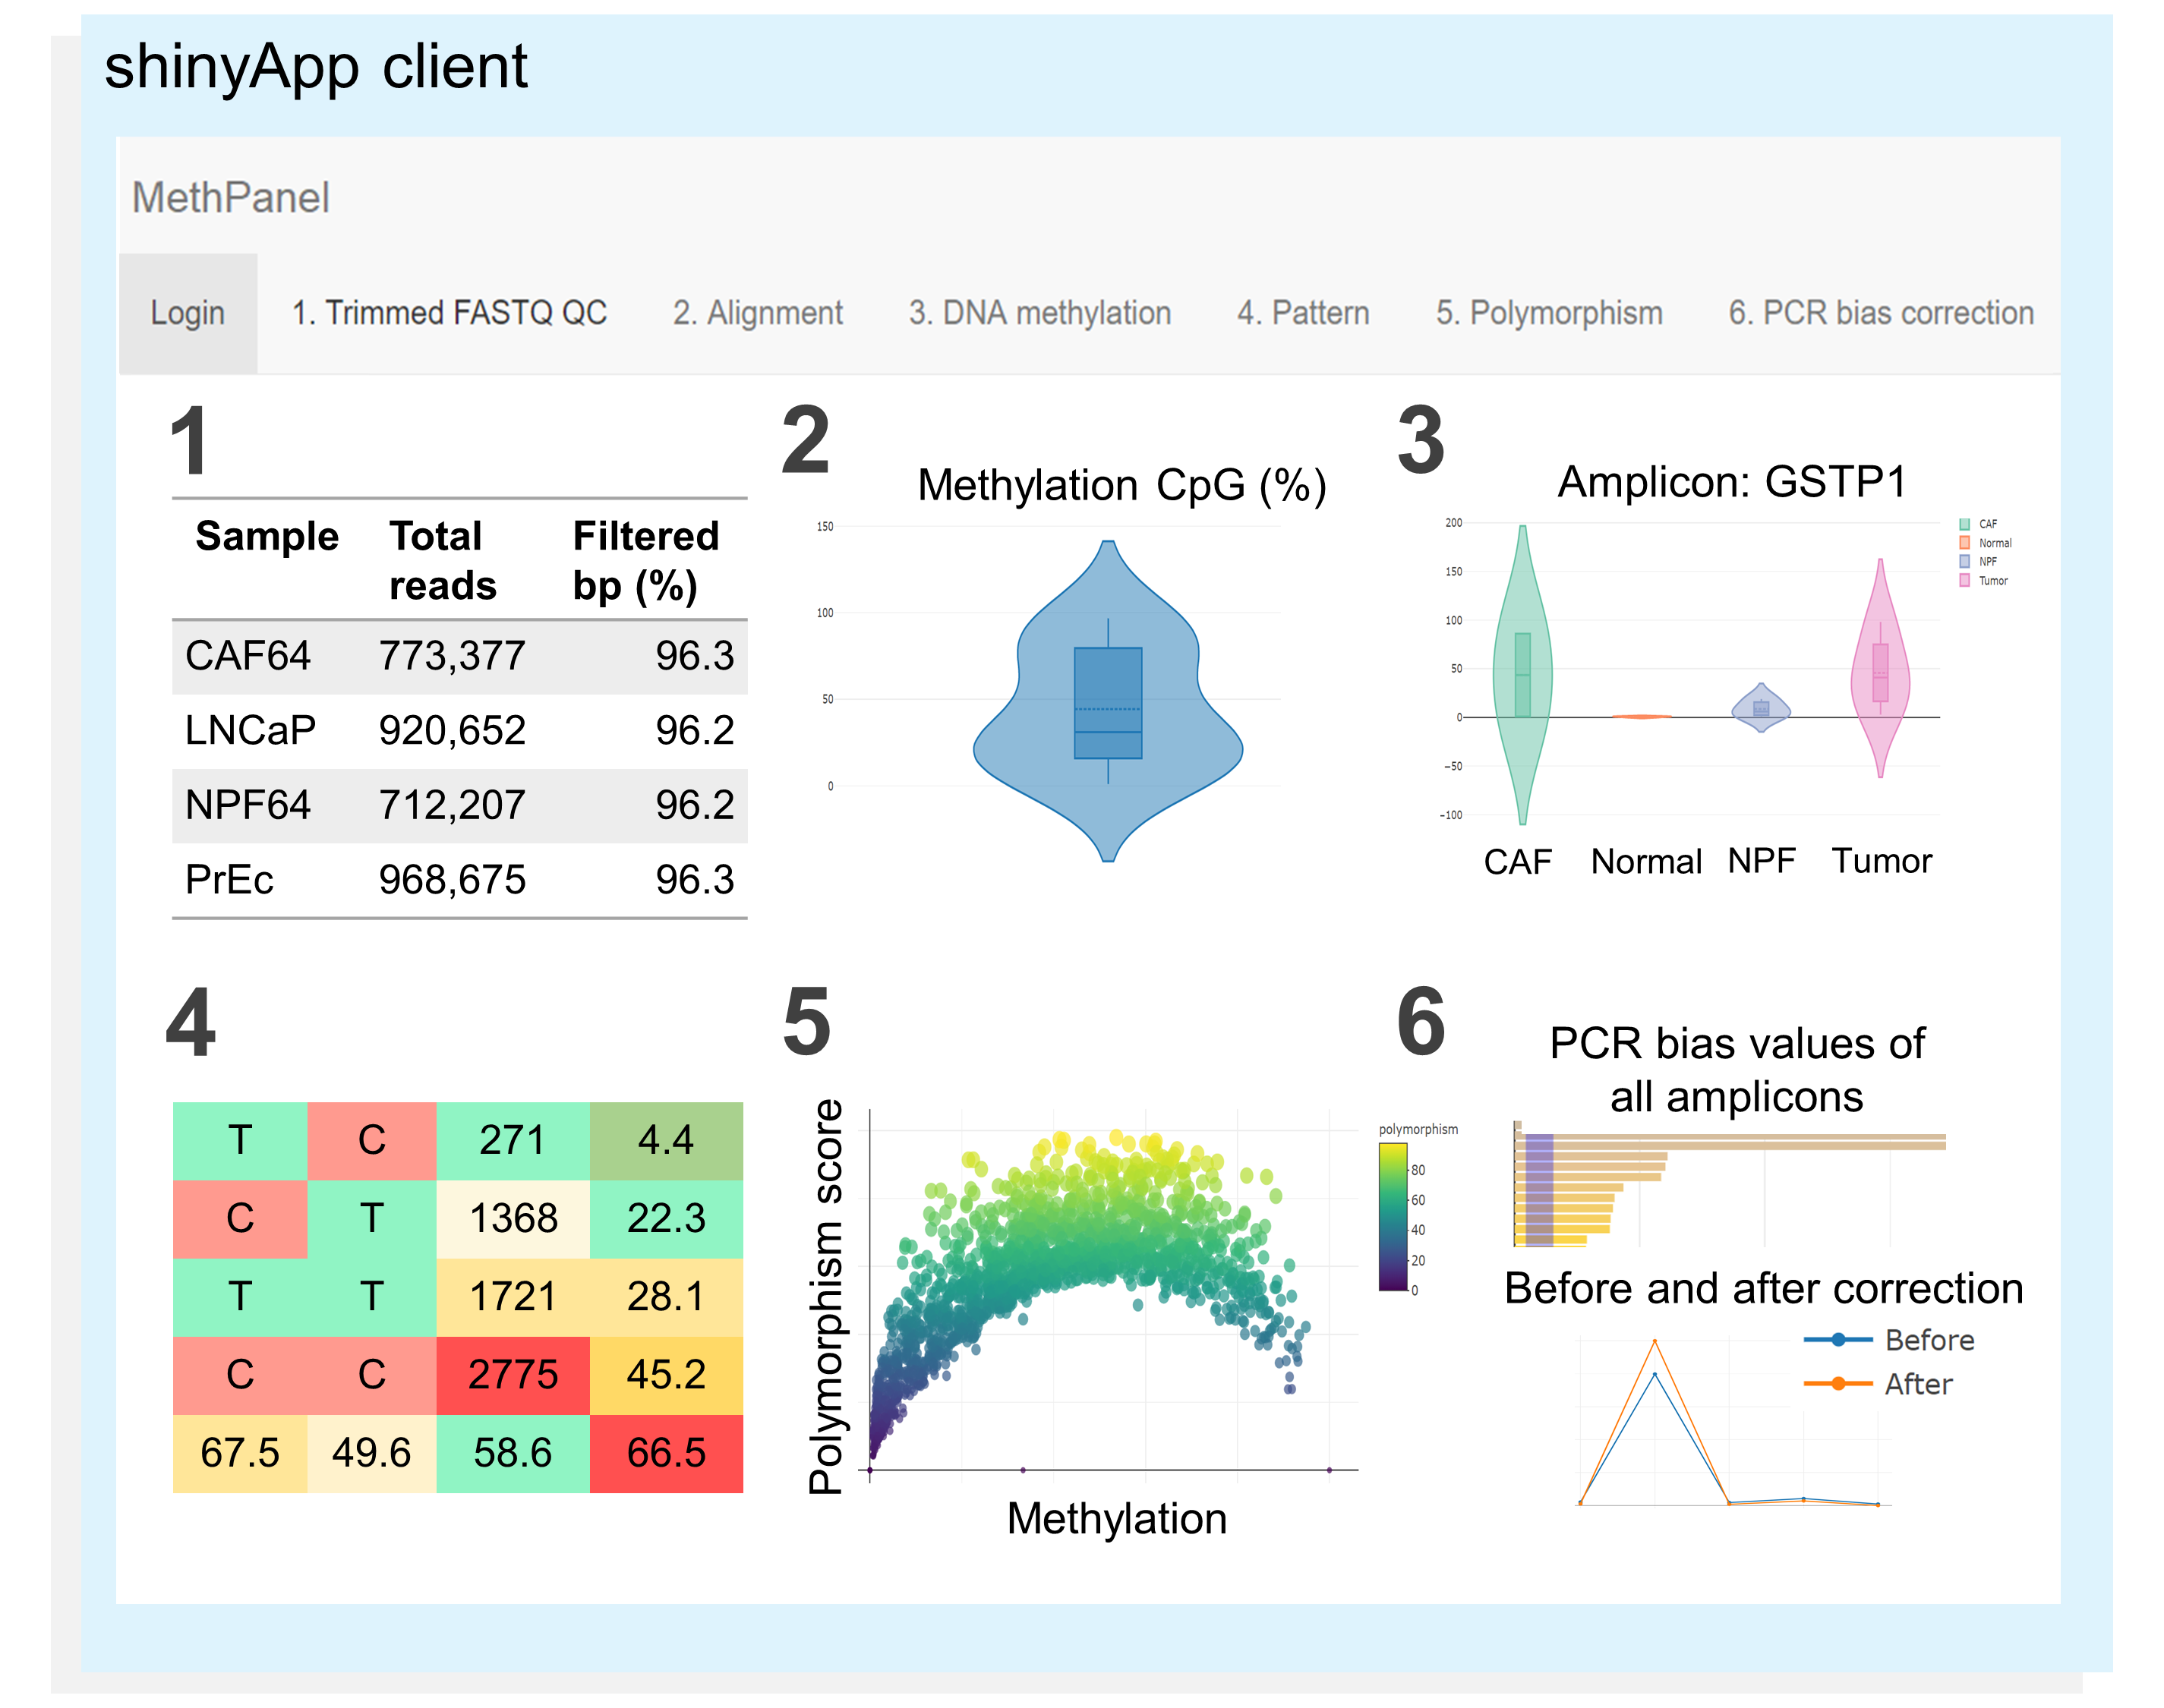 shinyApp client
MethPanel
Login 1. Trimmed FASTQ QC 2. Alignment 3. DNA methylation 4. Pattern 5. Polymorphism 6. PCR bias correction
1
Sample Total reads Filtered bp (%)
CAF64 773,377 96.3
LNCaP 920,652 96.2
NPF64 712,207 96.2
PrEc 968,675 96.3
2
Methylation CpG (%)
150
100
50
0
3
Amplicon: GSTP1
200
150
100
50
0
−50
−100
CAF
Normal
NPF
Tumor
CAF Normal NPF Tumor
4
T C 271 4.4
C T 1368 22.3
T T 1721 28.1
C C 2775 45.2
67.5 49.6 58.6 66.5
5
Polymorphism score
Methylation
polymorphism
80
60
40
20
0
6
PCR bias values of
all amplicons
Before and after correction
Before
After